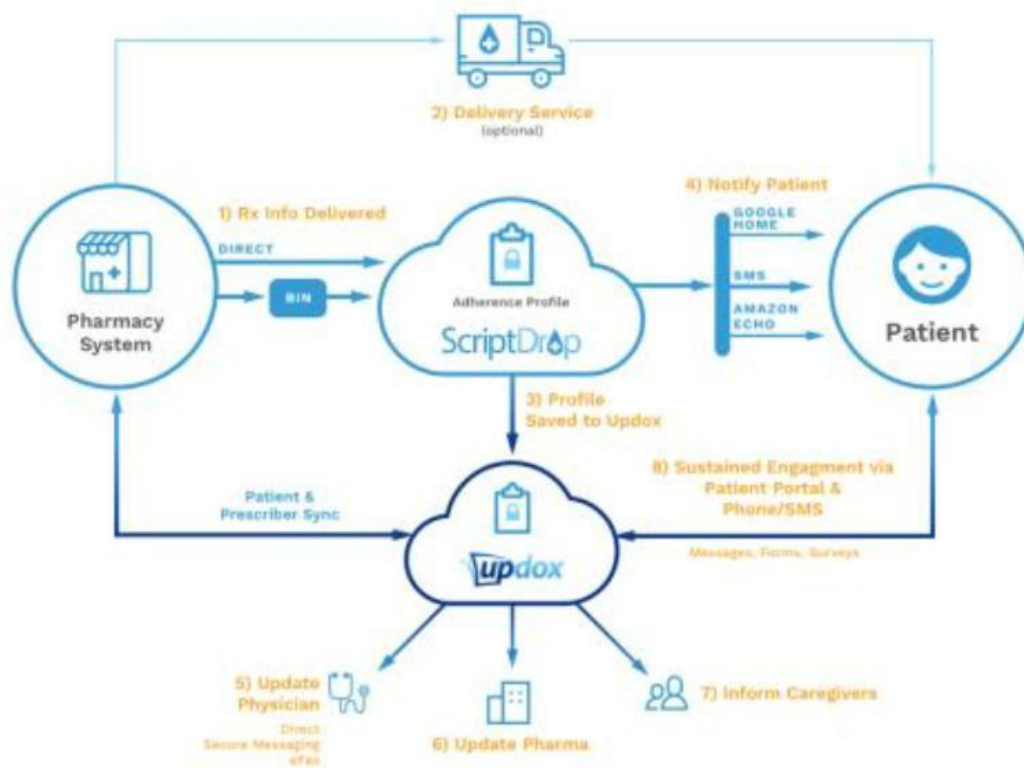 2) Delivery Service
(optional)
1) Rx Info Delivered
DIRECT
BIN
Pharmacy
System
Adherence Profile
ScriptDrop
4) Notify Patient
GOOGLE
HOME
SMS
AMAZON
ECHO
Patient
3) Profile
Saved to Updox
Patient &
Prescriber Sync
8) Sustained Engagment via
Patient Portal &
Phone/SMS
Messages, Forms, Surveys
updox
5) Update
Physician
Direct
Secure Messaging
eFax
6) Update Pharma
7) Inform Caregivers